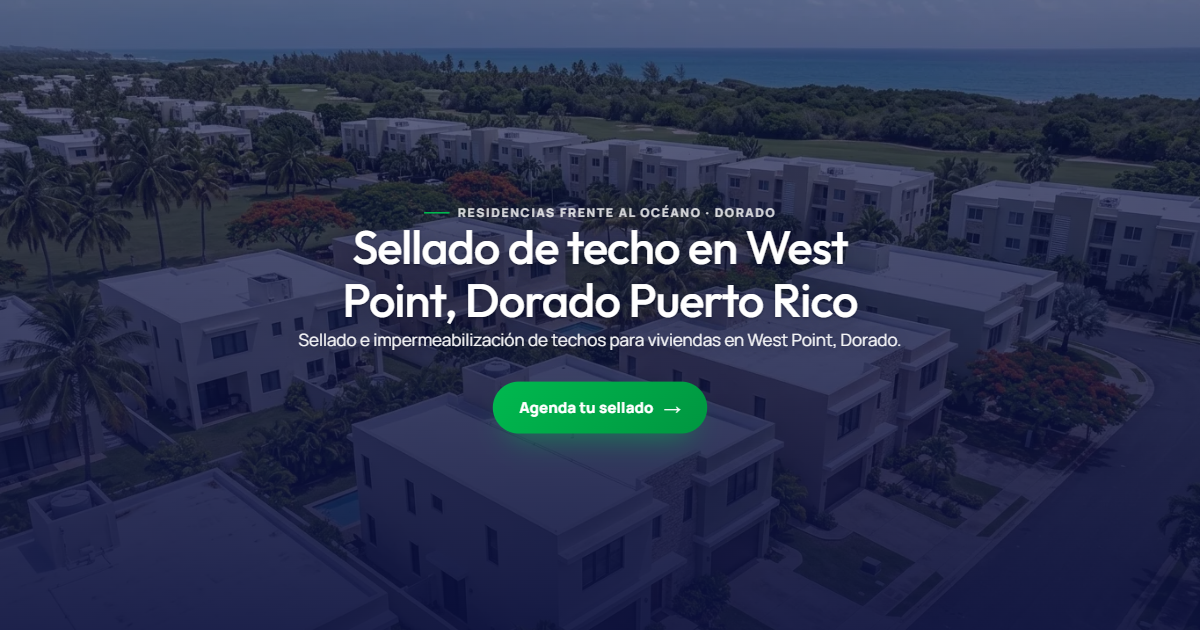 RESIDENCIAS FRENTE AL OCÉANO · DORADO
Sellado de techo en West
Point, Dorado Puerto Rico
Sellado e impermeabilización de techos para viviendas en West Point, Dorado.
Agenda tu sellado →